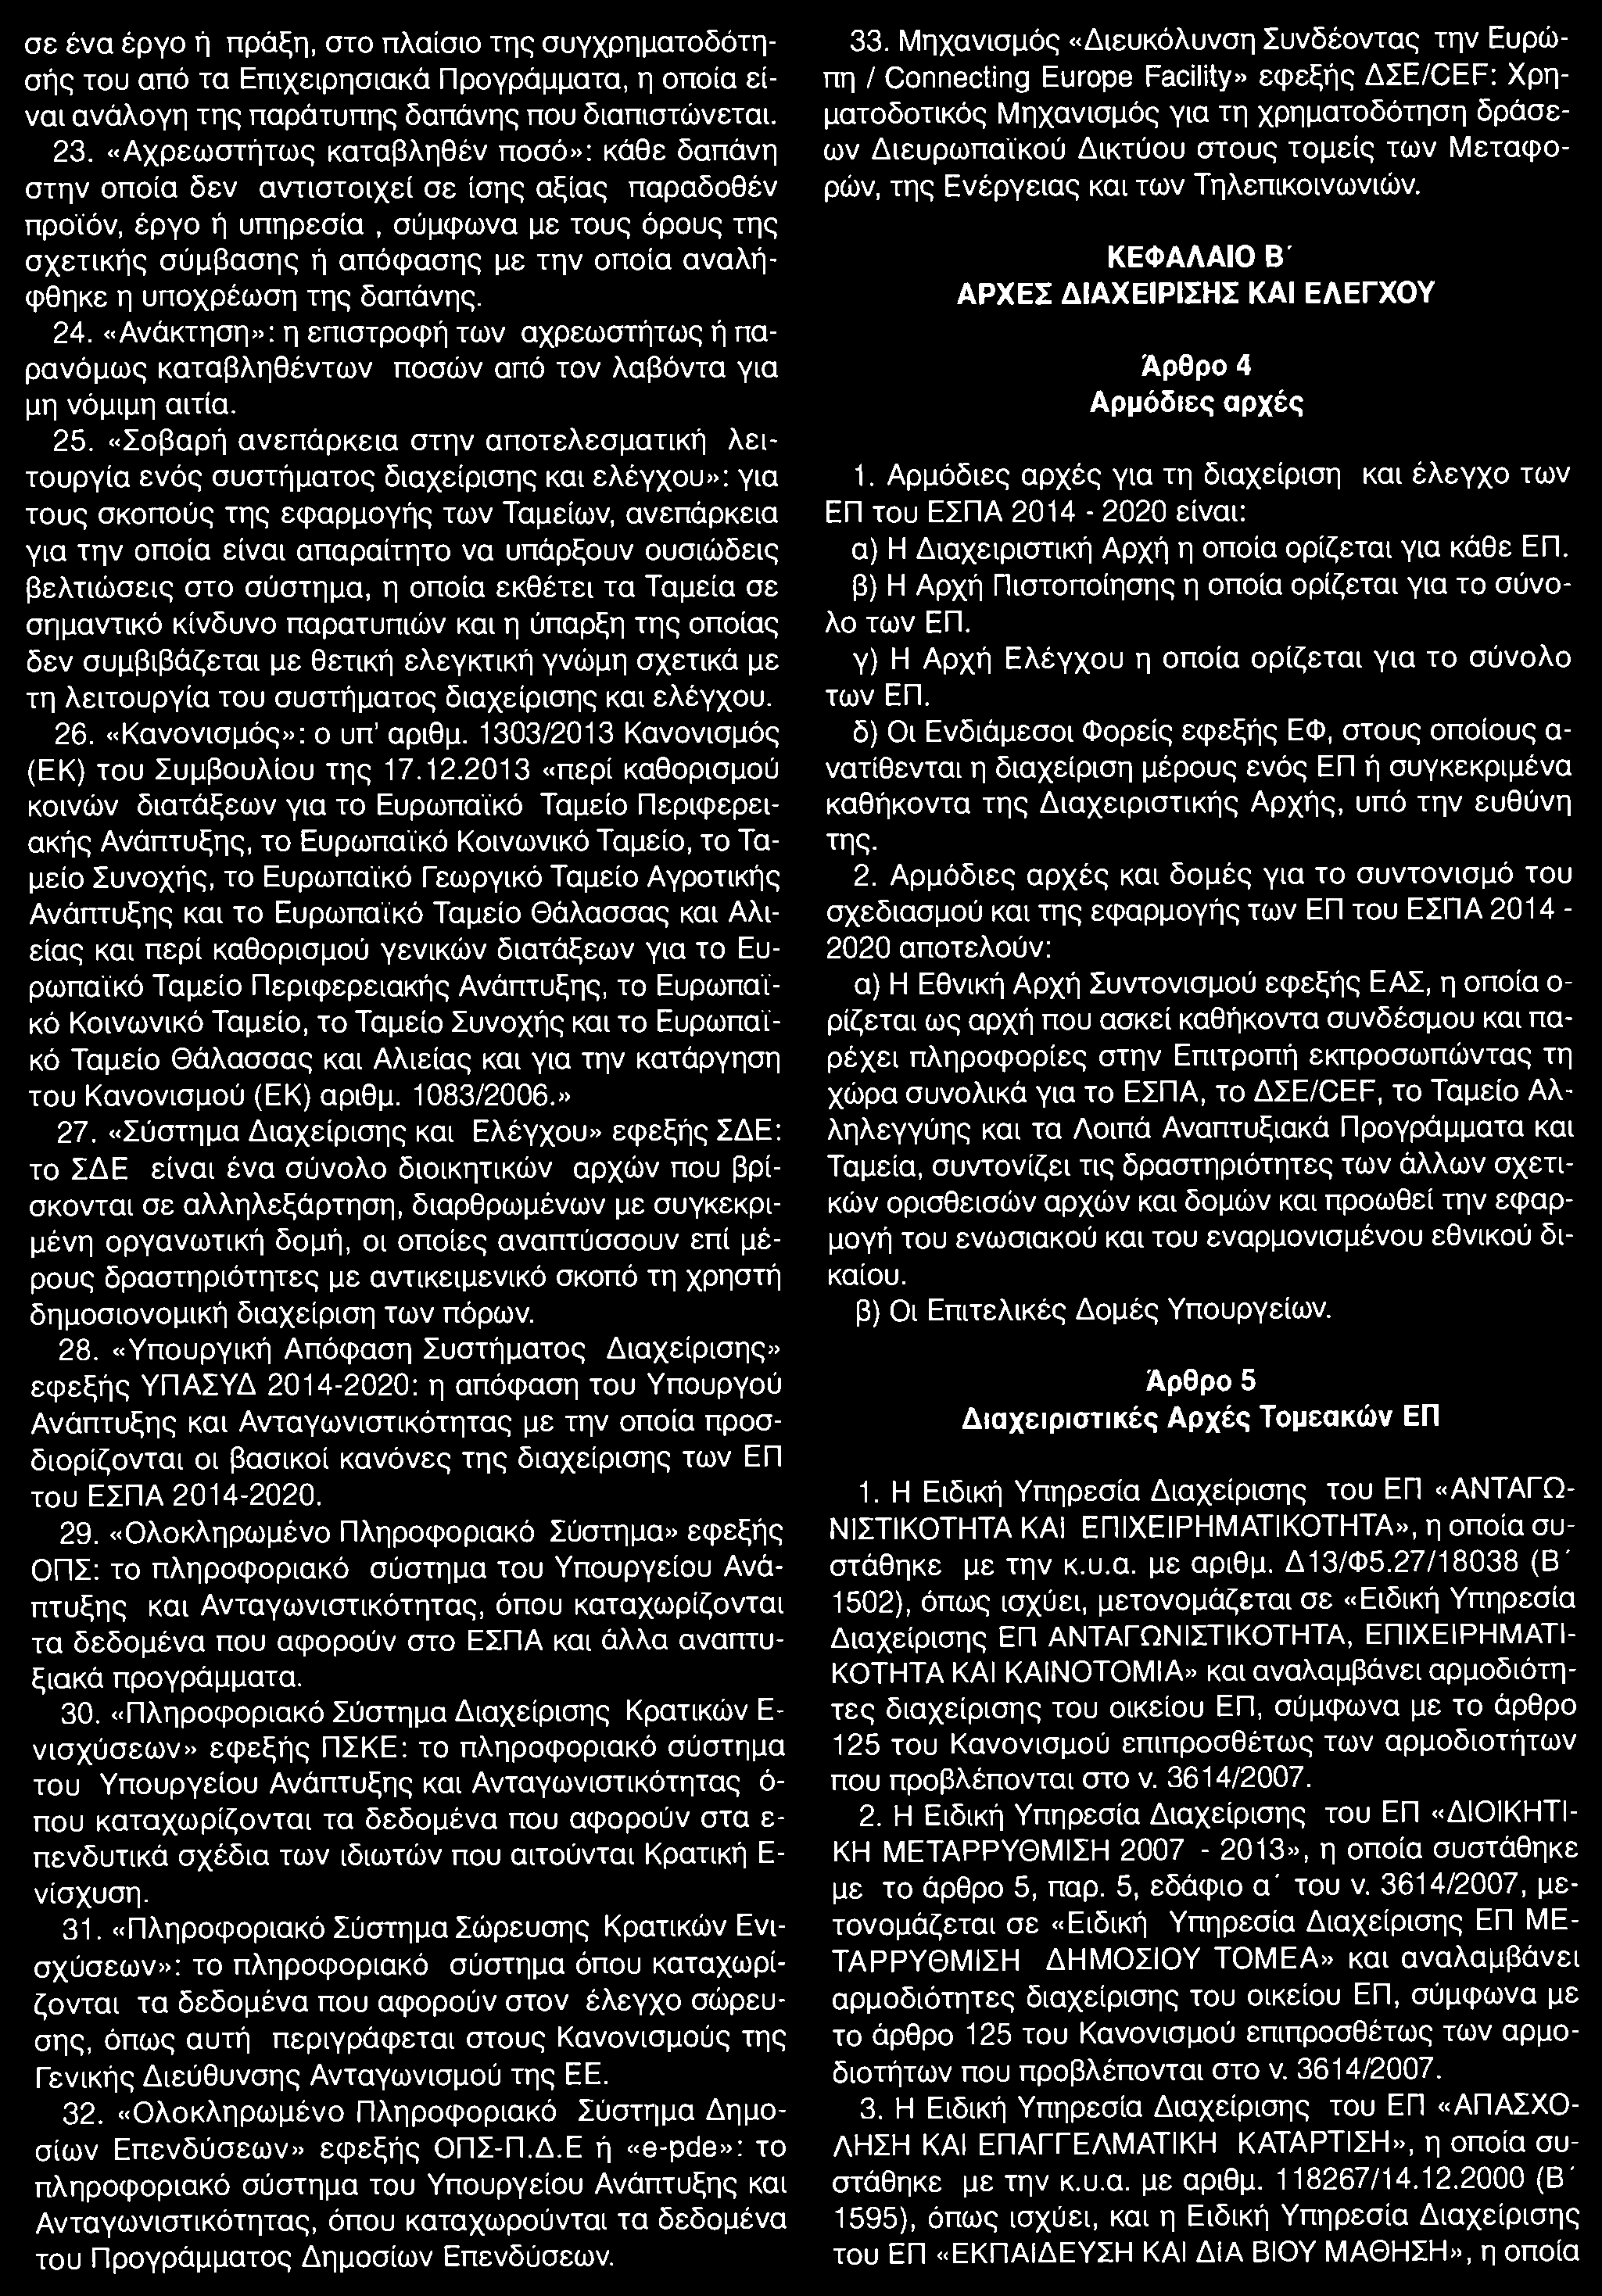 σε ένα έργο ή πράξη, στο πλαίσιο της συγχρηματοδότη-
σής του από τα Επιχειρησιακά Προγράμματα, η οποία εί-
ναι ανάλογη της παράτυπης δαπάνης που διαπιστώνεται.
23. «Αχρεωστήτως καταβληθέν ποσό»: κάθε δαπάνη
στην οποία δεν αντιστοιχεί σε ίσης αξίας παραδοθέν
προϊόν, έργο ή υπηρεσία , σύμφωνα με τους όρους της
σχετικής σύμβασης ή απόφασης με την οποία αναλή-
φθηκε η υποχρέωση της δαπάνης.
24. «Ανάκτηση»: η επιστροφή των αχρεωστήτως ή πα-
ρανόμως καταβληθέντων ποσών από τον λαβόντα για
μη νόμιμη αιτία.
25. «Σοβαρή ανεπάρκεια στην αποτελεσματική λει-
τουργία ενός συστήματος διαχείρισης και ελέγχου»: για
τους σκοπούς της εφαρμογής των Ταμείων, ανεπάρκεια
για την οποία είναι απαραίτητο να υπάρξουν ουσιώδεις
βελτιώσεις στο σύστημα, η οποία εκθέτει τα Ταμεία σε
σημαντικό κίνδυνο παρατυπιών και η ύπαρξη της οποίας
δεν συμβιβάζεται με θετική ελεγκτική γνώμη σχετικά με
τη λειτουργία του συστήματος διαχείρισης και ελέγχου.
26. «Κανονισμός»: ο υπ' αριθμ. 1303/2013 Κανονισμός
(ΕΚ) του Συμβουλίου της 17.12.2013 «περί καθορισμού
κοινών διατάξεων για το Ευρωπαϊκό Ταμείο Περιφερει-
ακής Ανάπτυξης, το Ευρωπαϊκό Κοινωνικό Ταμείο, το Τα-
μείο Συνοχής, το Ευρωπαϊκό Γεωργικό Ταμείο Αγροτικής
Ανάπτυξης και το Ευρωπαϊκό Ταμείο Θάλασσας και Αλι-
είας και περί καθορισμού γενικών διατάξεων για το Ευ-
ρωπαϊκό Ταμείο Περιφερειακής Ανάπτυξης, το Ευρωπαϊ-
κό Κοινωνικό Ταμείο, το Ταμείο Συνοχής και το Ευρωπαϊ-
κό Ταμείο Θάλασσας και Αλιείας και για την κατάργηση
του Κανονισμού (ΕΚ) αριθμ. 1083/2006.»
27. «Σύστημα Διαχείρισης και Ελέγχου» εφεξής ΣΔΕ:
το ΣΔΕ είναι ένα σύνολο διοικητικών αρχών που βρί-
σκονται σε αλληλεξάρτηση, διαρθρωμένων με συγκεκρι-
μένη οργανωτική δομή, οι οποίες αναπτύσσουν επί μέ-
ρους δραστηριότητες με αντικειμενικό σκοπό τη χρηστή
δημοσιονομική διαχείριση των πόρων.
28. «Υπουργική Απόφαση Συστήματος Διαχείρισης»
εφεξής ΥΠΑΣΥΔ 2014-2020: η απόφαση του Υπουργού
Ανάπτυξης και Ανταγωνιστικότητας με την οποία προσ-
διορίζονται οι βασικοί κανόνες της διαχείρισης των ΕΠ
του ΕΣΠΑ 2014-2020.
29. «Ολοκληρωμένο Πληροφοριακό Σύστημα» εφεξής
ΟΠΣ: το πληροφοριακό σύστημα του Υπουργείου Ανά-
πτυξης και Ανταγωνιστικότητας, όπου καταχωρίζονται
τα δεδομένα που αφορούν στο ΕΣΠΑ και άλλα αναπτυ-
ξιακά προγράμματα.
30. «Πληροφοριακό Σύστημα Διαχείρισης Κρατικών Ε-
νισχύσεων» εφεξής ΠΣΚΕ: το πληροφοριακό σύστημα
του Υπουργείου Ανάπτυξης και Ανταγωνιστικότητας ό-
που καταχωρίζονται τα δεδομένα που αφορούν στα ε-
πενδυτικά σχέδια των ιδιωτών που αιτούνται Κρατική Ε-
νίσχυση.
31. «Πληροφοριακό Σύστημα Σώρευσης Κρατικών Ενι-
σχύσεων»: το πληροφοριακό σύστημα όπου καταχωρί-
ζονται τα δεδομένα που αφορούν στον έλεγχο σώρευ-
σης, όπως αυτή περιγράφεται στους Κανονισμούς της
Γενικής Διεύθυνσης Ανταγωνισμού της ΕΕ.
32. «Ολοκληρωμένο Πληροφοριακό Σύστημα Δημο-
σίων Επενδύσεων» εφεξής ΟΠΣ-Π.Δ.Ε ή «e-pde»: το
πληροφοριακό σύστημα του Υπουργείου Ανάπτυξης και
Ανταγωνιστικότητας, όπου καταχωρούνται τα δεδομένα
του Προγράμματος Δημοσίων Επενδύσεων.
33. Μηχανισμός «Διευκόλυνση Συνδέοντας την Ευρώ-
πη / Connecting Europe Facility» εφεξής ΔΣΕ/CEF: Χρη-
ματοδοτικός Μηχανισμός για τη χρηματοδότηση δράσε-
ων Διευρωπαϊκού Δικτύου στους τομείς των Μεταφο-
ρών, της Ενέργειας και των Τηλεπικοινωνιών.
ΚΕΦΑΛΑΙΟ Β΄
ΑΡΧΕΣ ΔΙΑΧΕΙΡΙΣΗΣ ΚΑΙ ΕΛΕΓΧΟΥ
Άρθρο 4
Αρμόδιες αρχές
1. Αρμόδιες αρχές για τη διαχείριση και έλεγχο των
ΕΠ του ΕΣΠΑ 2014 - 2020 είναι:
α) Η Διαχειριστική Αρχή η οποία ορίζεται για κάθε ΕΠ.
β) Η Αρχή Πιστοποίησης η οποία ορίζεται για το σύνο-
λο των ΕΠ.
γ) Η Αρχή Ελέγχου η οποία ορίζεται για το σύνολο
των ΕΠ.
δ) Οι Ενδιάμεσοι Φορείς εφεξής ΕΦ, στους οποίους α-
νατίθενται η διαχείριση μέρους ενός ΕΠ ή συγκεκριμένα
καθήκοντα της Διαχειριστικής Αρχής, υπό την ευθύνη
της.
2. Αρμόδιες αρχές και δομές για το συντονισμό του
σχεδιασμού και της εφαρμογής των ΕΠ του ΕΣΠΑ 2014 -
2020 αποτελούν:
α) Η Εθνική Αρχή Συντονισμού εφεξής ΕΑΣ, η οποία ο-
ρίζεται ως αρχή που ασκεί καθήκοντα συνδέσμου και πα-
ρέχει πληροφορίες στην Επιτροπή εκπροσωπώντας τη
χώρα συνολικά για το ΕΣΠΑ, το ΔΣΕ/CEF, το Ταμείο Αλ-
ληλεγγύης και τα Λοιπά Αναπτυξιακά Προγράμματα και
Ταμεία, συντονίζει τις δραστηριότητες των άλλων σχετι-
κών ορισθεισών αρχών και δομών και προωθεί την εφαρ-
μογή του ενωσιακού και του εναρμονισμένου εθνικού δι-
καίου.
β) Οι Επιτελικές Δομές Υπουργείων.
Άρθρο 5
Διαχειριστικές Αρχές Τομεακών ΕΠ
1. Η Ειδική Υπηρεσία Διαχείρισης του ΕΠ «ΑΝΤΑΓΩ-
ΝΙΣΤΙΚΟΤΗΤΑ ΚΑΙ ΕΠΙΧΕΙΡΗΜΑΤΙΚΟΤΗΤΑ», η οποία συ-
στάθηκε με την κ.υ.α. με αριθμ. Δ13/Φ5.27/18038 (Β΄
1502), όπως ισχύει, μετονομάζεται σε «Ειδική Υπηρεσία
Διαχείρισης ΕΠ ΑΝΤΑΓΩΝΙΣΤΙΚΟΤΗΤΑ, ΕΠΙΧΕΙΡΗΜΑΤΙ-
ΚΟΤΗΤΑ ΚΑΙ ΚΑΙΝΟΤΟΜΙΑ» και αναλαμβάνει αρμοδιότη-
τες διαχείρισης του οικείου ΕΠ, σύμφωνα με το άρθρο
125 του Κανονισμού επιπροσθέτως των αρμοδιοτήτων
που προβλέπονται στο ν. 3614/2007.
2. Η Ειδική Υπηρεσία Διαχείρισης του ΕΠ «ΔΙΟΙΚΗΤΙ-
ΚΗ ΜΕΤΑΡΡΥΘΜΙΣΗ 2007 - 2013», η οποία συστάθηκε
με το άρθρο 5, παρ. 5, εδάφιο α΄ του ν. 3614/2007, με-
τονομάζεται σε «Ειδική Υπηρεσία Διαχείρισης ΕΠ ΜΕ-
ΤΑΡΡΥΘΜΙΣΗ ΔΗΜΟΣΙΟΥ ΤΟΜΕΑ» και αναλαμβάνει
αρμοδιότητες διαχείρισης του οικείου ΕΠ, σύμφωνα με
το άρθρο 125 του Κανονισμού επιπροσθέτως των αρμο-
διοτήτων που προβλέπονται στο ν. 3614/2007.
3. Η Ειδική Υπηρεσία Διαχείρισης του ΕΠ «ΑΠΑΣΧΟ-
ΛΗΣΗ ΚΑΙ ΕΠΑΓΓΕΛΜΑΤΙΚΗ ΚΑΤΑΡΤΙΣΗ», η οποία συ-
στάθηκε με την κ.υ.α. με αριθμ. 118267/14.12.2000 (Β΄
1595), όπως ισχύει, και η Ειδική Υπηρεσία Διαχείρισης
του ΕΠ «ΕΚΠΑΙΔΕΥΣΗ ΚΑΙ ΔΙΑ ΒΙΟΥ ΜΑΘΗΣΗ», η οποία